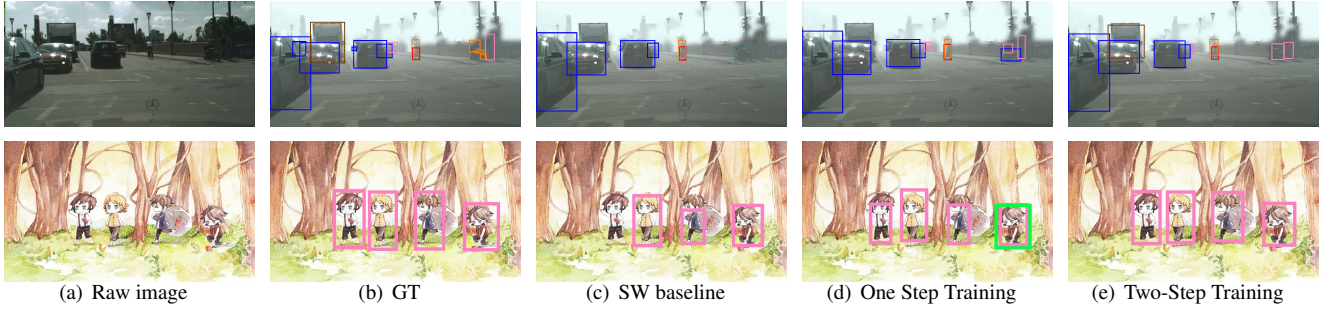 (a) Raw image
(b) GT
(c) SW baseline
(d) One Step Training
(e) Two-Step Training